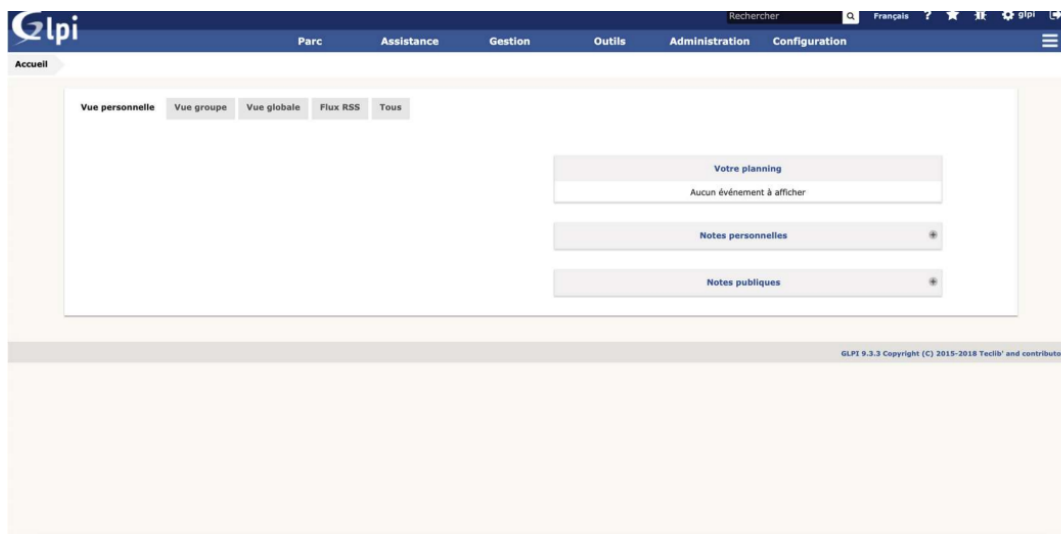 Glpi
Rechercher Français ? glpi
Parc Assistance Gestion Outils Administration Configuration
Accueil
Vue personnelle Vue groupe Vue globale Flux RSS Tous
Votre planning
Aucun événement à afficher
Notes personnelles
Notes publiques
GLPI 9.3.3 Copyright (C) 2015-2018 Teclib' and contributo